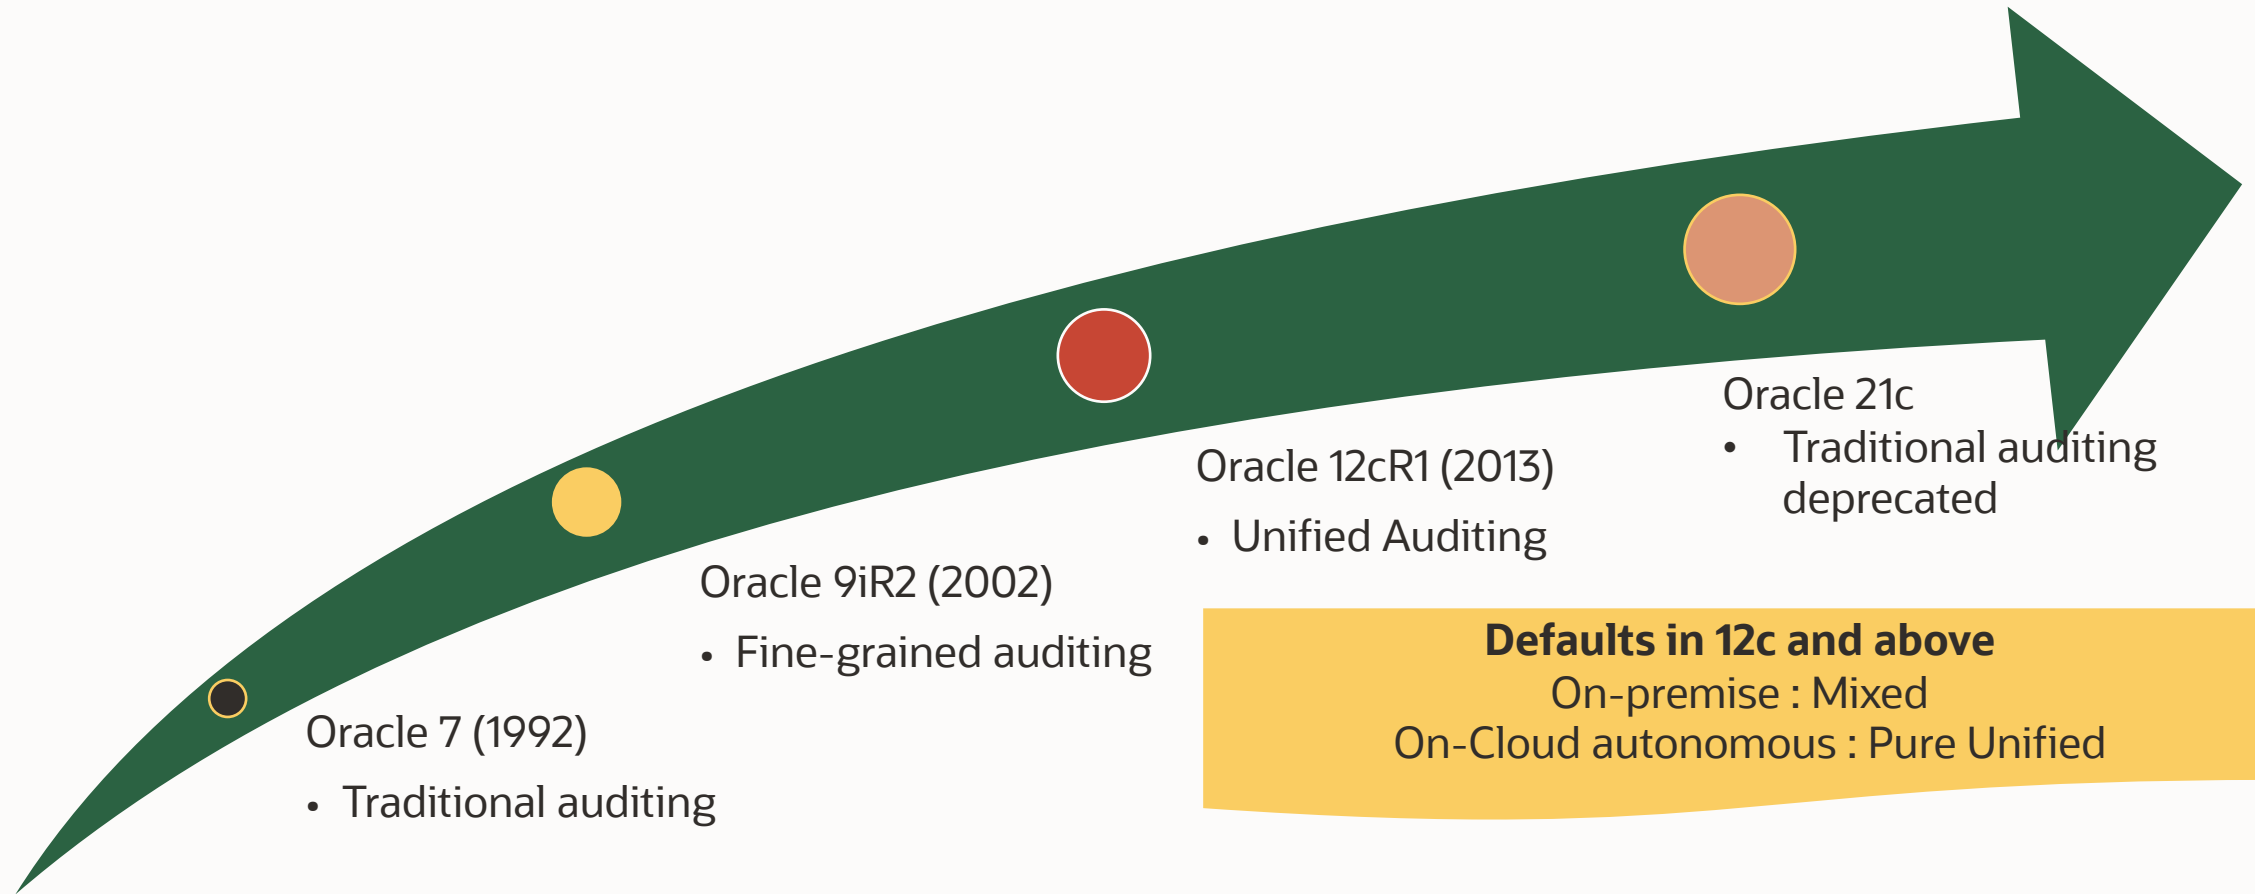 Oracle 7 (1992)
• Traditional auditing
Oracle 9iR2 (2002)
• Fine-grained auditing
Oracle 12cR1 (2013)
• Unified Auditing
Oracle 21c
• Traditional auditing
deprecated
Defaults in 12c and above
On-premise : Mixed
On-Cloud autonomous : Pure Unified